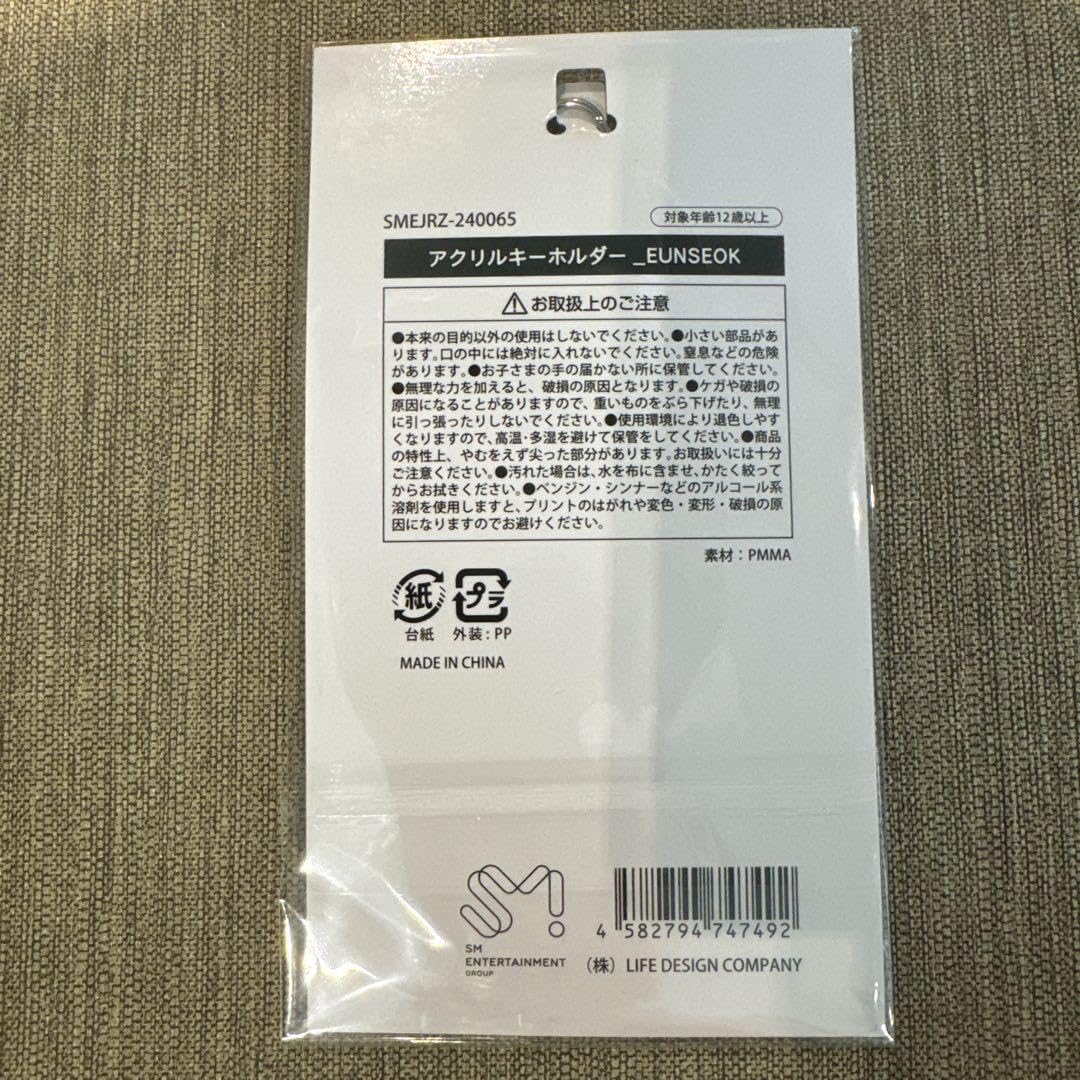 SMEJRZ-240065
対象年齢12歳以上
アクリルキーホルダー _EUNSEOK
お取扱上のご注意
●本来の目的以外の使用はしないでください。●小さい部品があ
ります。口の中には絶対に入れないでください。窒息などの危険
があります。●お子さまの手の届かない所に保管してください。
●無理な力を加えると、破損の原因となります。●ケガや破損の
原因になることがありますので、重いものをぶら下げたり、無理
に引っ張ったりしないでください。●使用環境により退色しやす
くなりますので、高温･多湿を避けて保管をしてください。●商品
の特性上、やむをえず尖った部分があります。お取扱いには十分
ご注意ください。●汚れた場合は、水を布に含ませ、かたく絞って
からお拭きください。●ベンジン・シンナーなどのアルコール系
溶剤を使用しますと、プリントのはがれや変色・変形・破損の原
因になりますのでお避けください。
素材：PMMA
紙 プラ
台紙 外装：PP
MADE IN CHINA
SM
SM
ENTERTAINMENT
GROUP
4 582794 747492
（株） LIFE DESIGN COMPANY